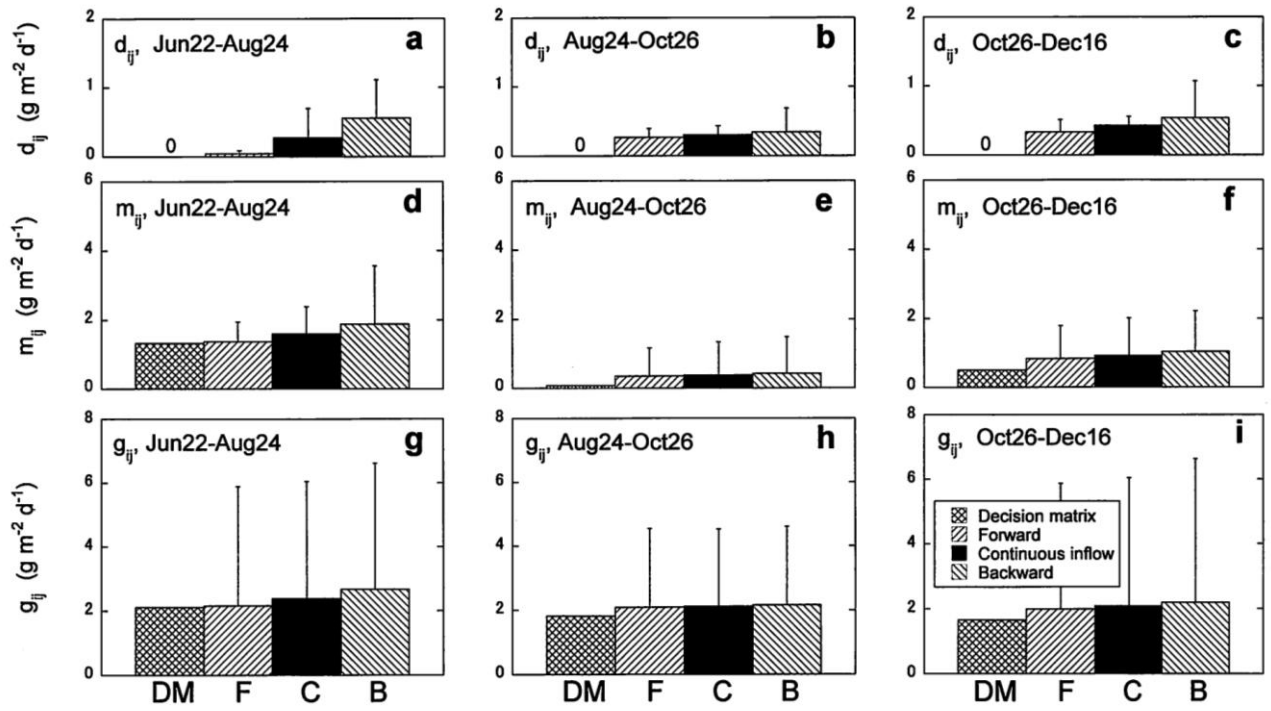 d_ij (g m^-2 d^-1)
2
1
0
d_ij, Jun22-Aug24
a
0
2
1
0
d_ij, Aug24-Oct26
b
0
2
1
0
d_ij, Oct26-Dec16
c
0
m_ij (g m^-2 d^-1)
6
4
2
0
m_ij, Jun22-Aug24
d
6
4
2
0
m_ij, Aug24-Oct26
e
6
4
2
0
m_ij, Oct26-Dec16
f
g_ij (g m^-2 d^-1)
8
6
4
2
0
g_ij, Jun22-Aug24
g
DM F C B
8
6
4
2
0
g_ij, Aug24-Oct26
h
DM F C B
8
6
4
2
0
g_ij, Oct26-Dec16
i
Decision matrix
Forward
Continuous inflow
Backward
DM F C B